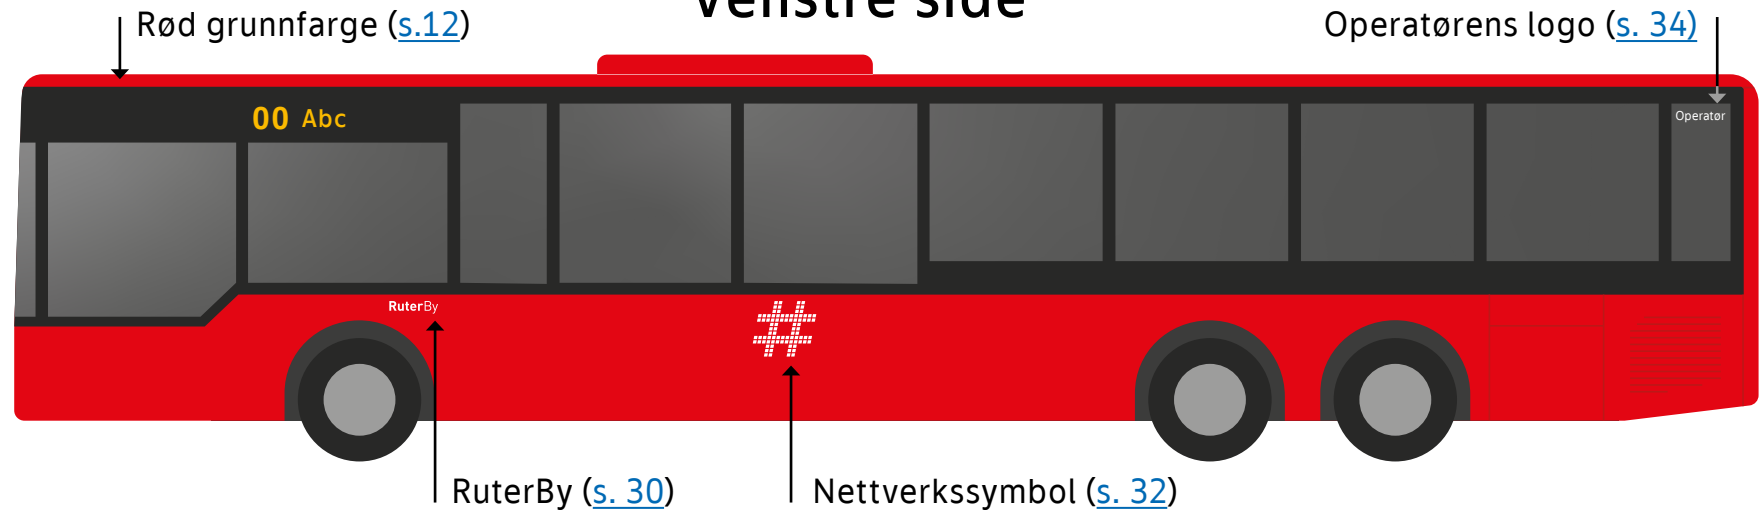 Venstre side
Rød grunnfarge (s.12)
Operatørens logo (s. 34)
00 Abc
Operatør
RuterBy
RuterBy (s. 30)
Nettverkssymbol (s. 32)